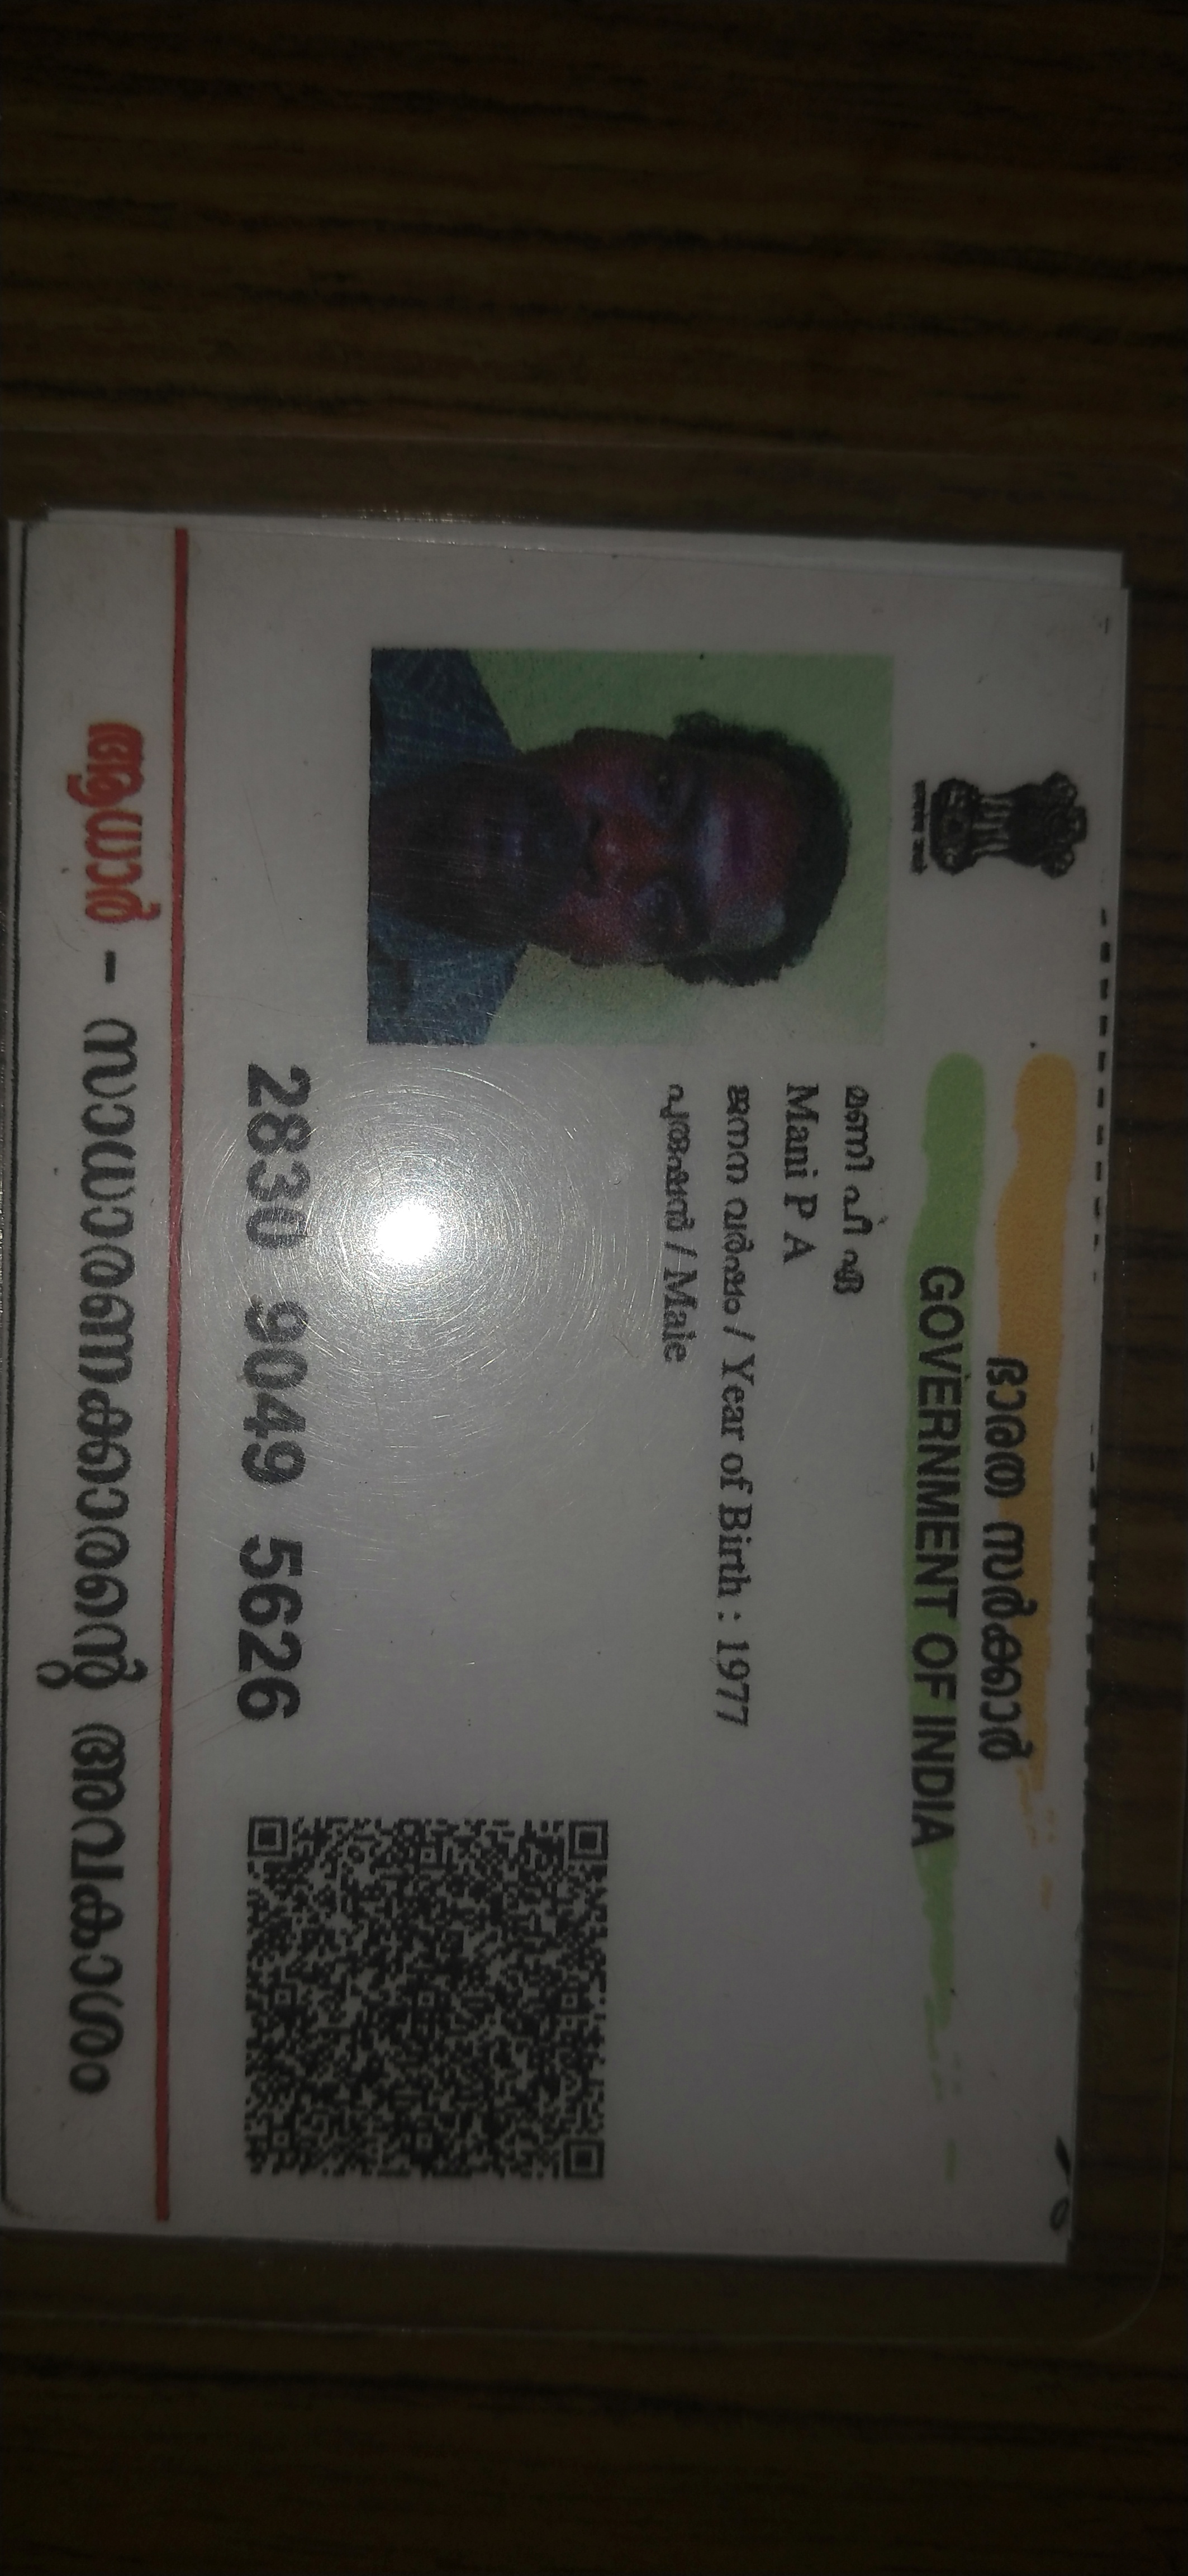 ഭാരത സർക്കാർ
GOVERNMENT OF INDIA
മണി പി എ
Mani P A
ജനന വർഷം / Year of Birth : 1977
പുരുഷൻ / Male
2830 9049 5626
ആധാർ - സാധാരണക്കാരന്റെ അവകാശം